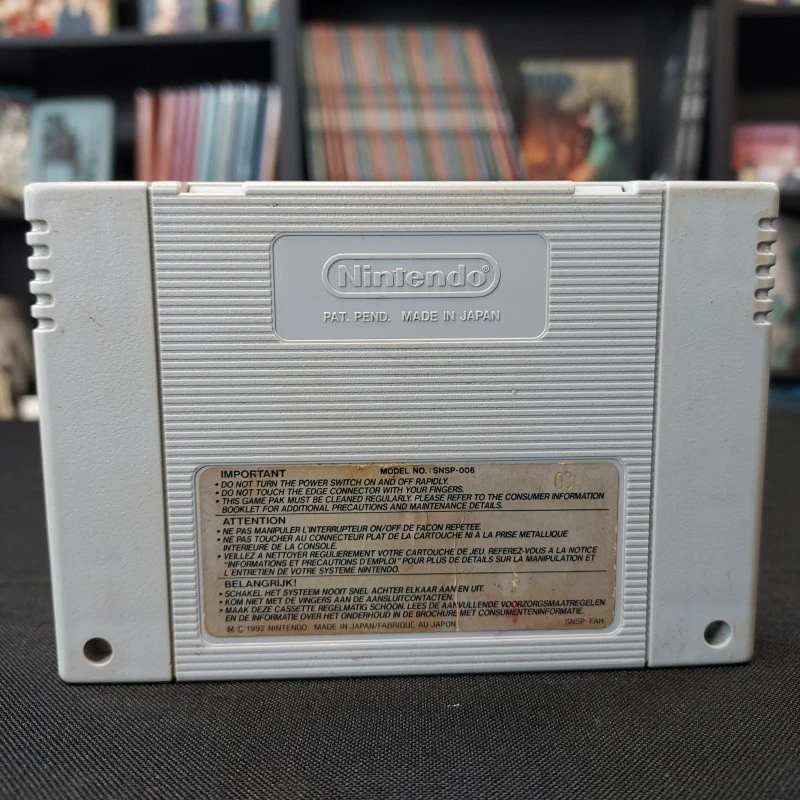 Nintendo®
PAT. PEND. MADE IN JAPAN
IMPORTANT MODEL NO.: SNSP-006
• DO NOT TURN THE POWER SWITCH ON AND OFF RAPIDLY.
• DO NOT TOUCH THE EDGE CONNECTOR WITH YOUR FINGERS.
• THIS GAME PAK MUST BE CLEANED REGULARLY. PLEASE REFER TO THE CONSUMER INFORMATION
BOOKLET FOR ADDITIONAL PRECAUTIONS AND MAINTENANCE DETAILS.
ATTENTION
• NE PAS MANIPULER L'INTERRUPTEUR ON/OFF DE FACON REPETEE.
• NE PAS TOUCHER AU CONNECTEUR PLAT DE LA CARTOUCHE NI A LA PRISE METALLIQUE
INTERIEURE DE LA CONSOLE.
• VEILLEZ A NETTOYER REGULIEREMENT VOTRE CARTOUCHE DE JEU. REFEREZ-VOUS A LA NOTICE
"INFORMATIONS ET PRECAUTIONS D'EMPLOI" POUR PLUS DE DETAILS SUR LA MANIPULATION ET
L'ENTRETIEN DE VOTRE SYSTEME NINTENDO.
BELANGRIJK!
• SCHAKEL HET SYSTEEM NOOIT SNEL ACHTER ELKAAR AAN EN UIT.
• KOM NIET MET DE VINGERS AAN DE AANSLUITCONTACTEN.
• MAAK DEZE CASSETTE REGELMATIG SCHOON. LEES DE AANVULLENDE VOORZORGSMAATREGELEN
EN DE INFORMATIE OVER HET ONDERHOUD IN DE BROCHURE MET CONSUMENTENINFORMATIE.
M © 1992 NINTENDO MADE IN JAPAN/FABRIQUE AU JAPON SNSP-FAH